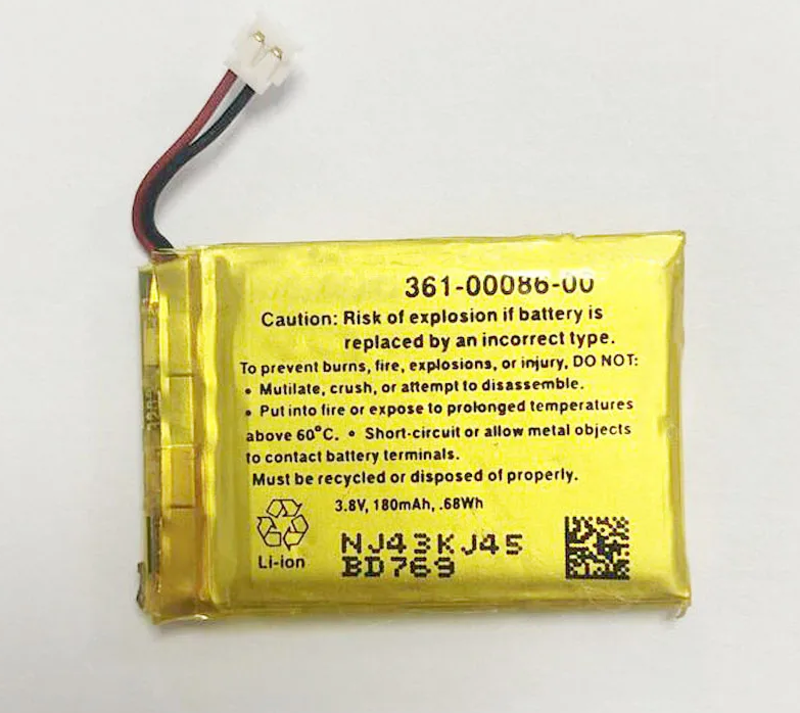 361-00086-00
Caution: Risk of explosion if battery is
replaced by an incorrect type.
To prevent burns, fire, explosions, or injury, DO NOT:
• Mutilate, crush, or attempt to disassemble.
• Put into fire or expose to prolonged temperatures
above 60°C. • Short-circuit or allow metal objects
to contact battery terminals.
Must be recycled or disposed of properly.
3.8V, 180mAh, .68Wh
Li-ion
NJ43KJ45
BD769